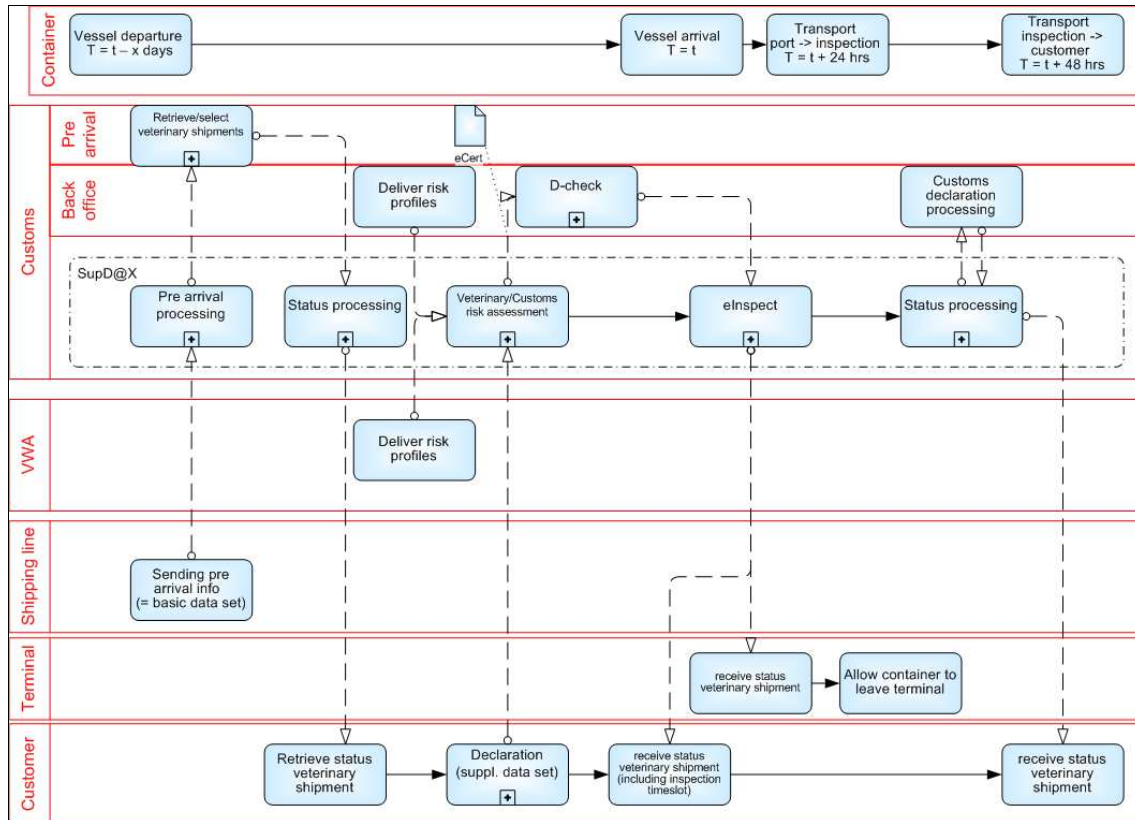 Container
Vessel departure
T = t – x days
Vessel arrival
T = t
Transport
port -> inspection
T = t + 24 hrs
Transport
inspection ->
customer
T = t + 48 hrs
Customs
Pre
arrival
Retrieve/select
veterinary shipments
eCert
Back
office
Deliver risk
profiles
D-check
Customs
declaration
processing
SupD@X
Pre arrival
processing
Status processing
Veterinary/Customs
risk assessment
eInspect
Status processing
VWA
Deliver risk
profiles
Shipping line
Sending pre
arrival info
(= basic data set)
Terminal
receive status
veterinary shipment
Allow container to
leave terminal
Customer
Retrieve status
veterinary
shipment
Declaration
(suppl. data set)
receive status
veterinary shipment
(including inspection
timeslot)
receive status
veterinary
shipment